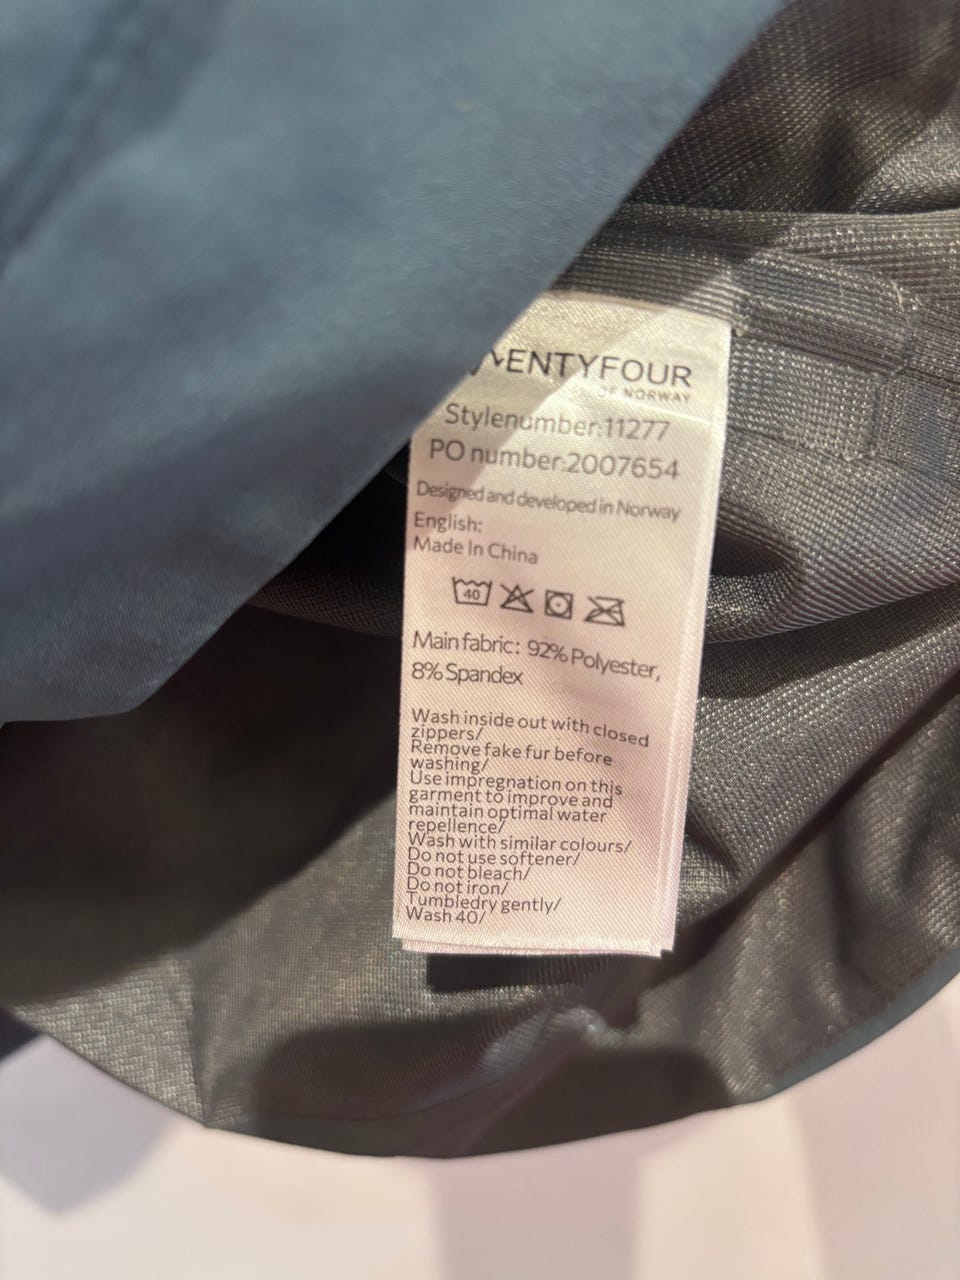 ENTYFOUR
OF NORWAY
Stylenumber:11277
PO number:2007654
Designed and developed in Norway
English:
Made In China
40
Main fabric: 92% Polyester,
8% Spandex
Wash inside out with closed
zippers/
Remove fake fur before
washing/
Use impregnation on this
garment to improve and
maintain optimal water
repellence/
Wash with similar colours/
Do not use softener/
Do not bleach/
Do not iron/
Tumbledry gently/
Wash 40/